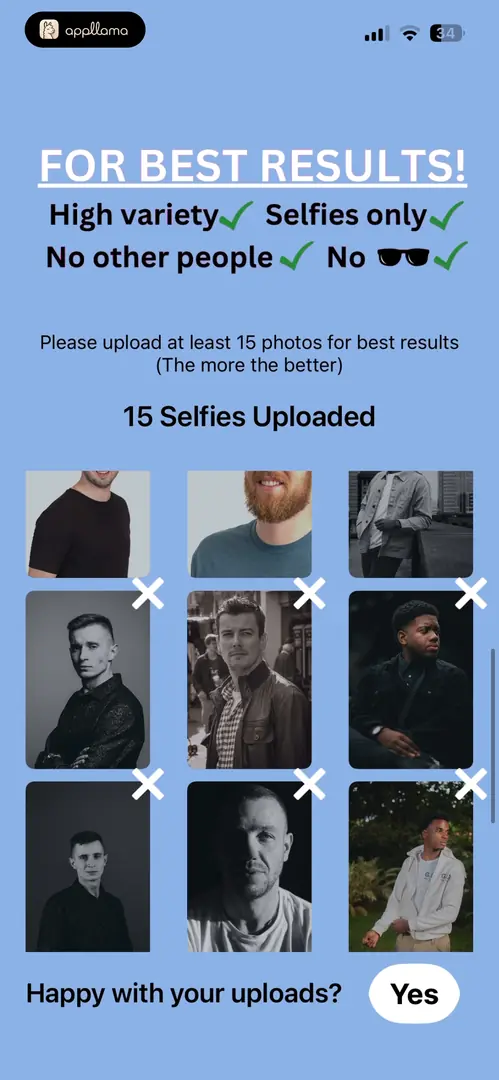 appllama
34
FOR BEST RESULTS!
High variety✓ Selfies only✓
No other people ✓ No 🕶✓
Please upload at least 15 photos for best results
(The more the better)
15 Selfies Uploaded
Happy with your uploads?
Yes